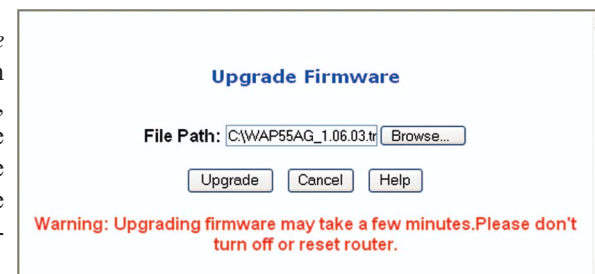 Upgrade Firmware
File Path: C:\WAP55AG_1.06.03.tr Browse...
Upgrade Cancel Help
Warning: Upgrading firmware may take a few minutes.Please don't
turn off or reset router.